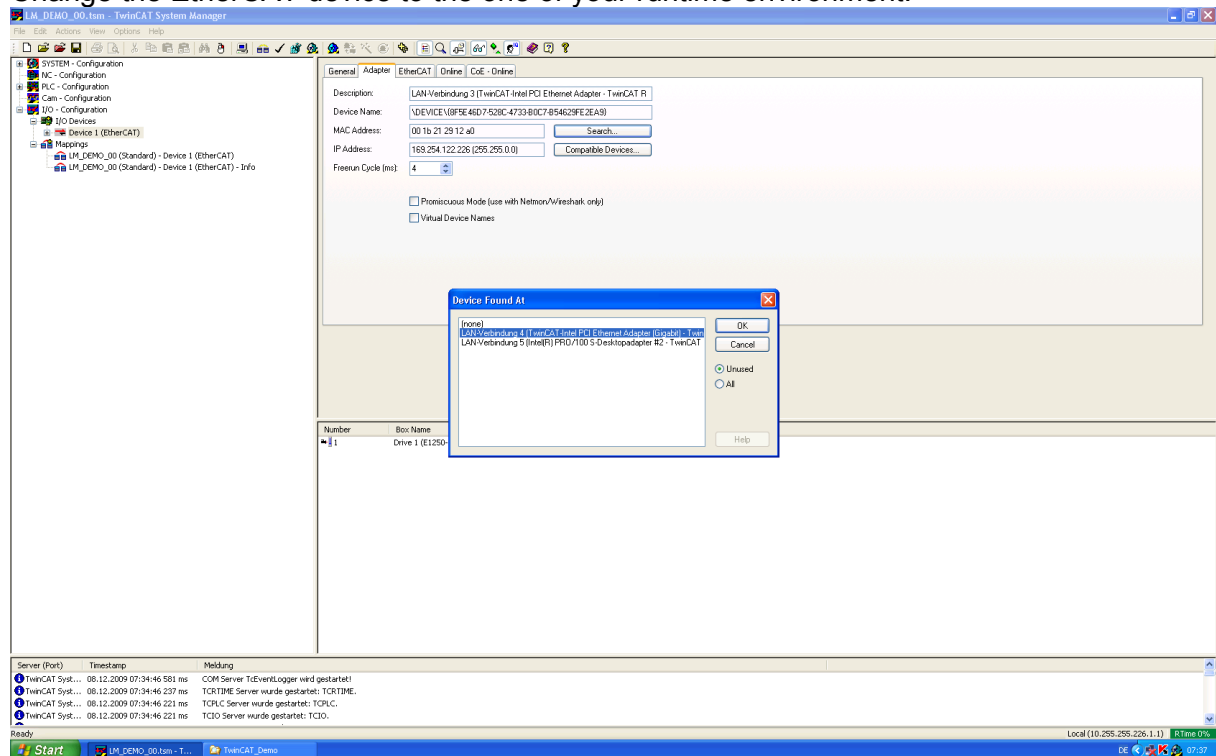 Change the EtherCAT device to the one of your runtime environment.
LM_DEMO_00.tsm - TwinCAT System Manager
File Edit Actions View Options Help
SYSTEM - Configuration
NC - Configuration
PLC - Configuration
Cam - Configuration
I/O - Configuration
I/O Devices
Device 1 (EtherCAT)
Mappings
LM_DEMO_00 (Standard) - Device 1 (EtherCAT)
LM_DEMO_00 (Standard) - Device 1 (EtherCAT) - Info
General Adapter EtherCAT Online CoE - Online
Description: LAN-Verbindung 3 (TwinCAT-Intel PCI Ethernet Adapter - TwinCAT R
Device Name: \DEVICE\{8F5E46D7-528C-4733-B0C7-B54629FE2EA9}
MAC Address: 00 1b 21 29 12 a0 Search...
IP Address: 169.254.122.226 (255.255.0.0) Compatible Devices...
Freerun Cycle (ms): 4
Promiscuous Mode (use with Netmon/Wireshark only)
Virtual Device Names
Device Found At
(none)
LAN-Verbindung 4 (TwinCAT-Intel PCI Ethernet Adapter (Gigabit) - Twin
LAN-Verbindung 5 (Intel(R) PRO/100 S-Desktopadapter #2 - TwinCAT
OK
Cancel
Unused
All
Help
Number Box Name
1 Drive 1 (E1250-
Server (Port) Timestamp Meldung
TwinCAT Syst... 08.12.2009 07:34:46 581 ms COM Server TcEventLogger wird gestartet!
TwinCAT Syst... 08.12.2009 07:34:46 237 ms TCRTIME Server wurde gestartet: TCRTIME.
TwinCAT Syst... 08.12.2009 07:34:46 221 ms TCPLC Server wurde gestartet: TCPLC.
TwinCAT Syst... 08.12.2009 07:34:46 221 ms TCIO Server wurde gestartet: TCIO.
Ready Local (10.255.255.226.1.1) RTime 0%
Start LM_DEMO_00.tsm - T... TwinCAT_Demo DE 07:37